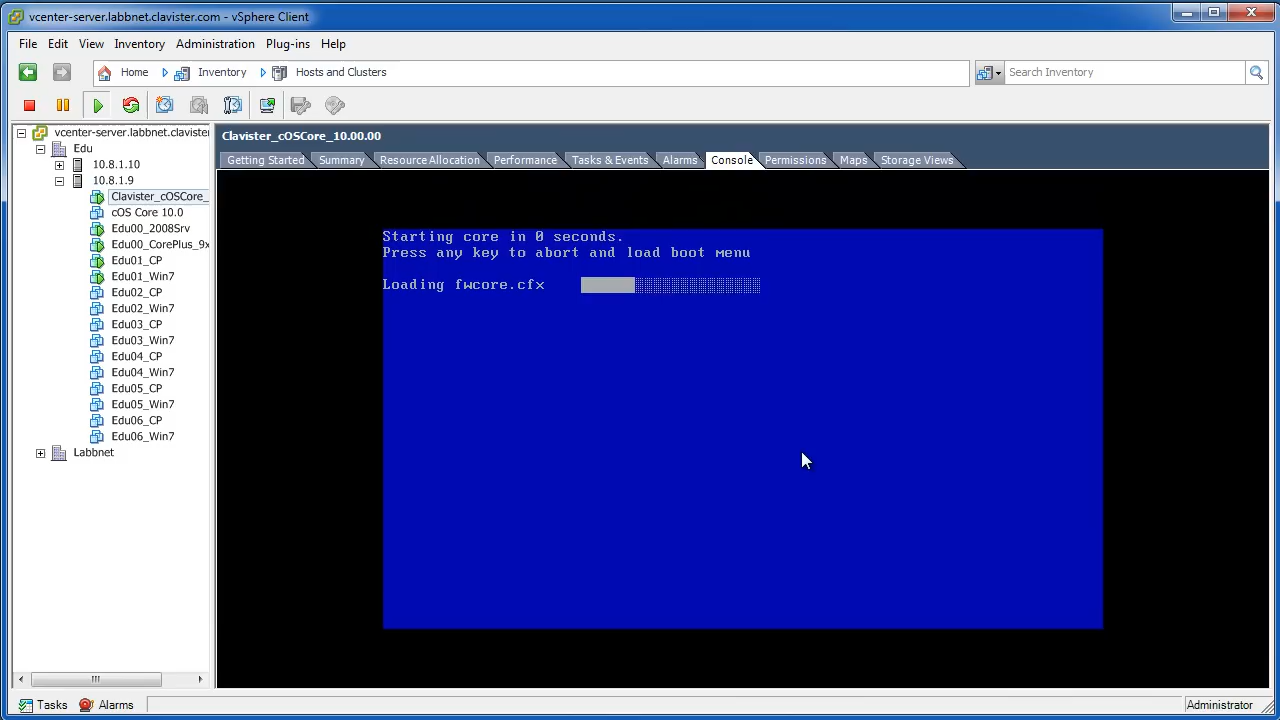 vcenter-server.labbnet.clavister.com - vSphere Client
File Edit View Inventory Administration Plug-ins Help
Home Inventory Hosts and Clusters Search Inventory
vcenter-server.labbnet.claviste
Edu
10.8.1.10
10.8.1.9
Clavister_cOSCore_
cOS Core 10.0
Edu00_2008Srv
Edu00_CorePlus_9x
Edu01_CP
Edu01_Win7
Edu02_CP
Edu02_Win7
Edu03_CP
Edu03_Win7
Edu04_CP
Edu04_Win7
Edu05_CP
Edu05_Win7
Edu06_CP
Edu06_Win7
Labbnet
Clavister_cOSCore_10.00.00
Getting Started Summary Resource Allocation Performance Tasks & Events Alarms Console Permissions Maps Storage Views
Starting core in 0 seconds.
Press any key to abort and load boot menu
Loading fwcore.cfx
Tasks Alarms Administrator